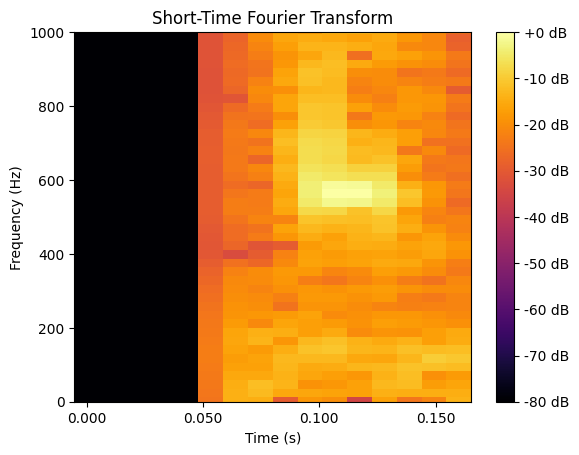 Short-Time Fourier Transform
1000
800
600
400
200
0
Frequency (Hz)
0.000
0.050
0.100
0.150
Time (s)
+0 dB
-10 dB
-20 dB
-30 dB
-40 dB
-50 dB
-60 dB
-70 dB
-80 dB